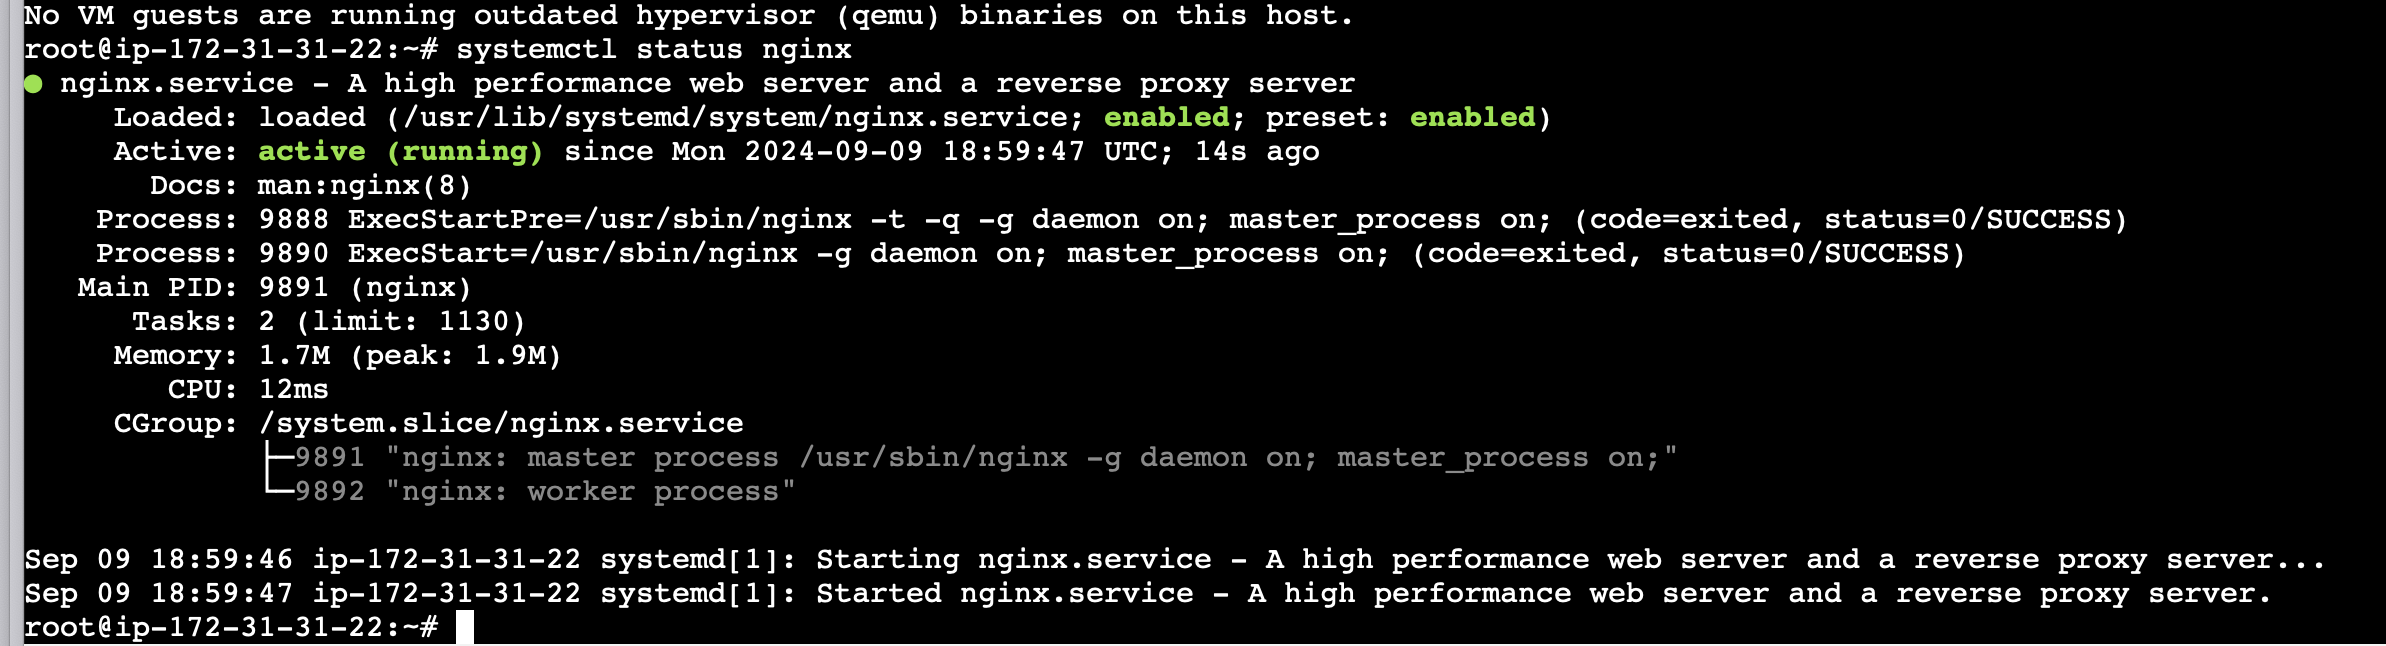 No VM guests are running outdated hypervisor (qemu) binaries on this host.
root@ip-172-31-31-22:~# systemctl status nginx
● nginx.service - A high performance web server and a reverse proxy server
     Loaded: loaded (/usr/lib/systemd/system/nginx.service; enabled; preset: enabled)
     Active: active (running) since Mon 2024-09-09 18:59:47 UTC; 14s ago
       Docs: man:nginx(8)
    Process: 9888 ExecStartPre=/usr/sbin/nginx -t -q -g daemon on; master_process on; (code=exited, status=0/SUCCESS)
    Process: 9890 ExecStart=/usr/sbin/nginx -g daemon on; master_process on; (code=exited, status=0/SUCCESS)
   Main PID: 9891 (nginx)
      Tasks: 2 (limit: 1130)
     Memory: 1.7M (peak: 1.9M)
        CPU: 12ms
     CGroup: /system.slice/nginx.service
             ├─9891 "nginx: master process /usr/sbin/nginx -g daemon on; master_process on;"
             └─9892 "nginx: worker process"

Sep 09 18:59:46 ip-172-31-31-22 systemd[1]: Starting nginx.service - A high performance web server and a reverse proxy server...
Sep 09 18:59:47 ip-172-31-31-22 systemd[1]: Started nginx.service - A high performance web server and a reverse proxy server.
root@ip-172-31-31-22:~#